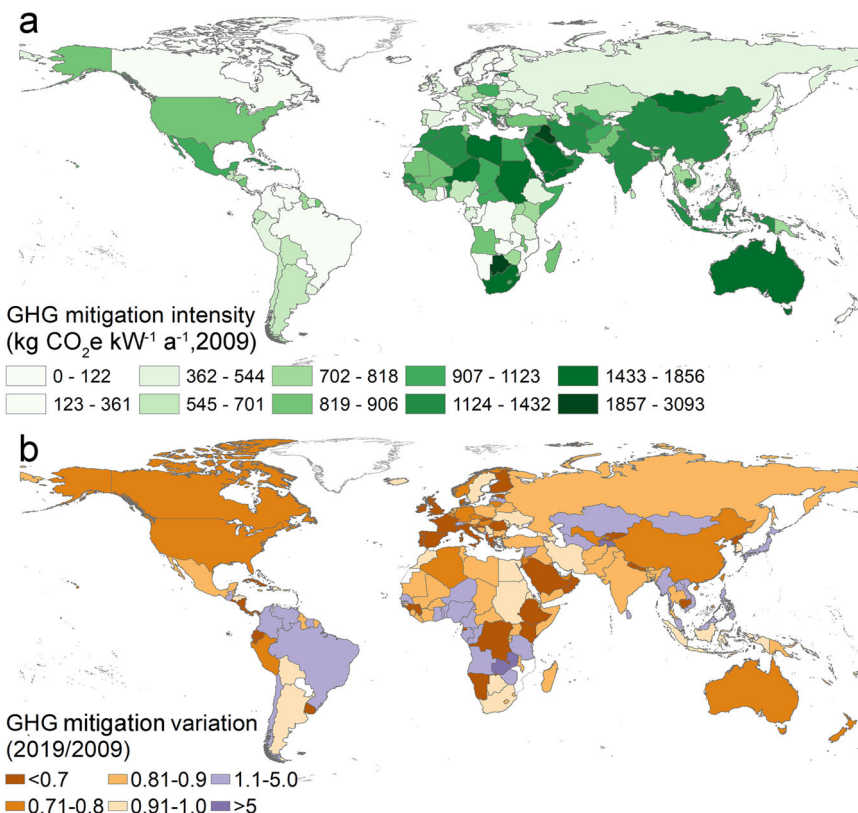 a
GHG mitigation intensity
(kg CO₂e kW⁻¹ a⁻¹,2009)
0 - 122 362 - 544 702 - 818 907 - 1123 1433 - 1856
123 - 361 545 - 701 819 - 906 1124 - 1432 1857 - 3093
b
GHG mitigation variation
(2019/2009)
<0.7 0.81-0.9 1.1-5.0
0.71-0.8 0.91-1.0 >5